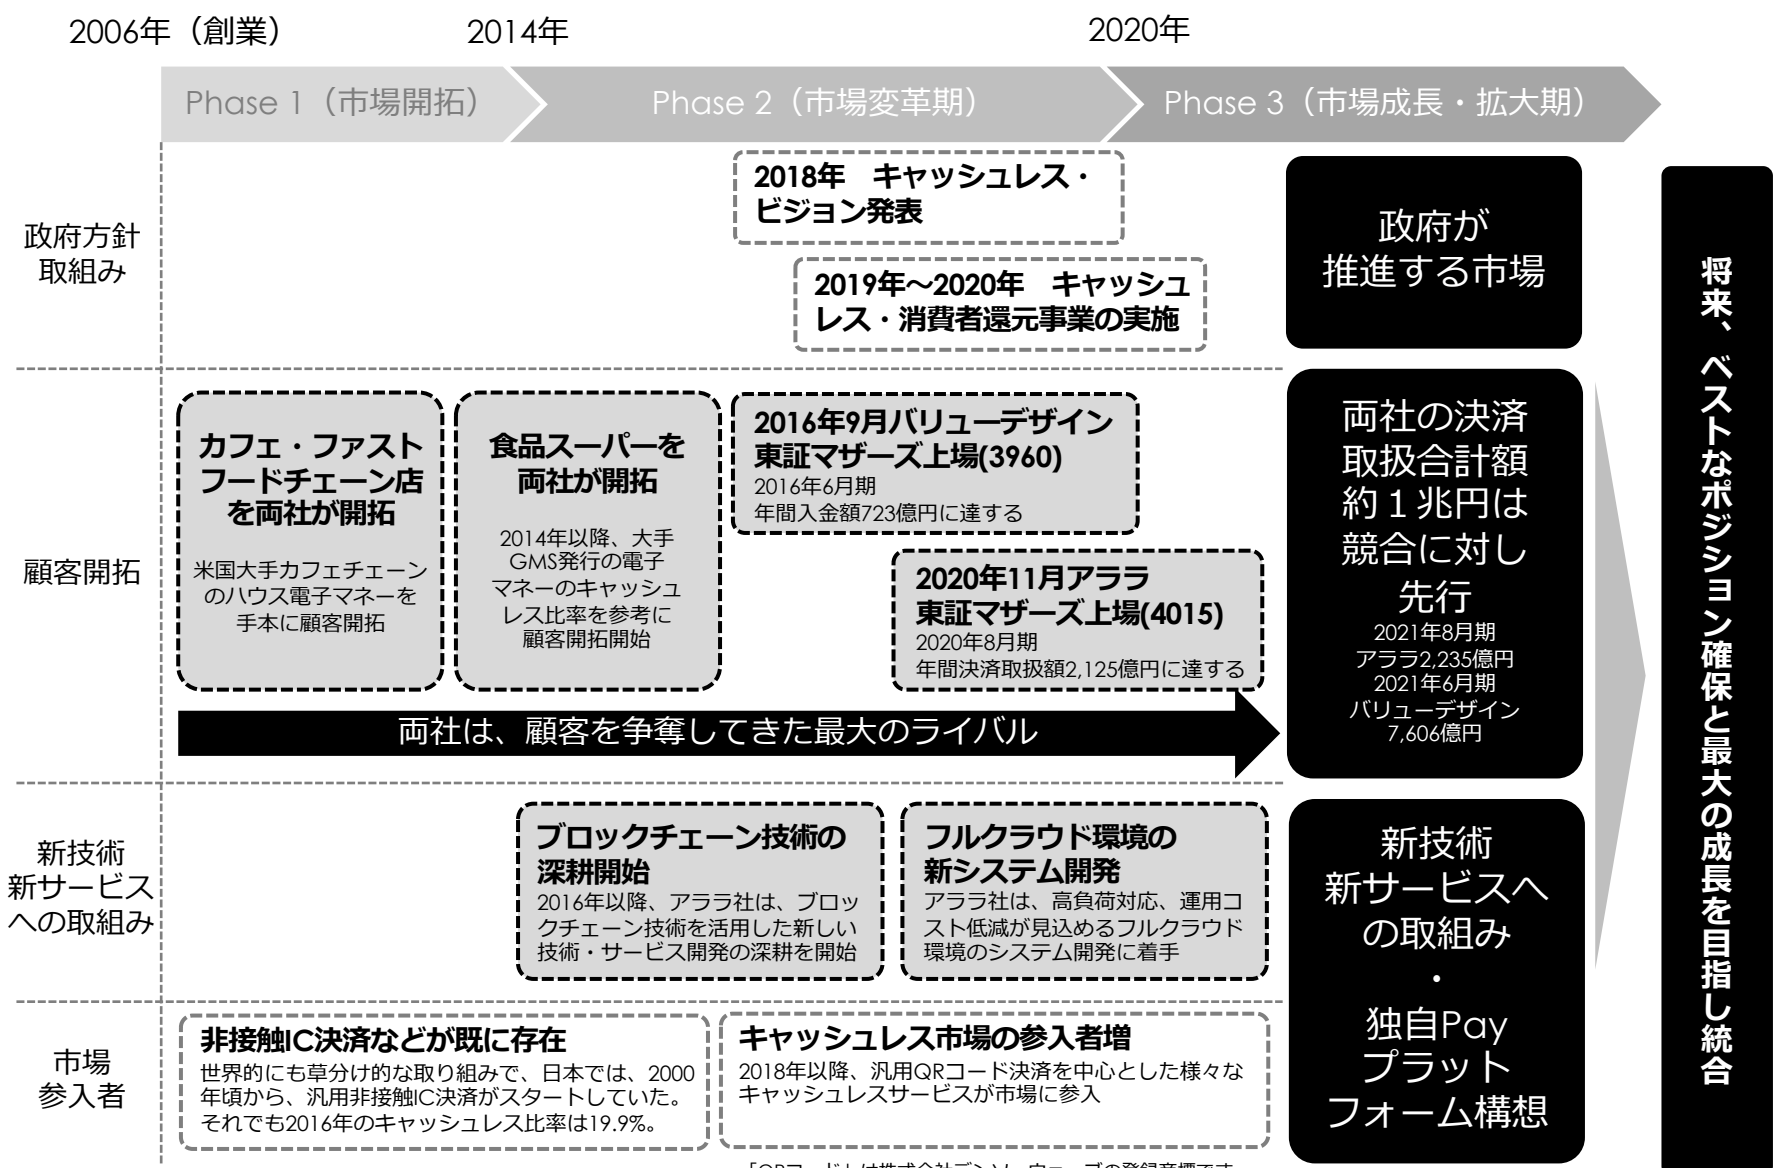 2006年（創業）
2014年
2020年
Phase 1（市場開拓）
Phase 2（市場変革期）
Phase 3（市場成長・拡大期）
政府方針
取組み
2018年　キャッシュレス・
ビジョン発表
2019年～2020年　キャッシュ
レス・消費者還元事業の実施
政府が
推進する市場
顧客開拓
カフェ・ファスト
フードチェーン店
を両社が開拓
米国大手カフェチェーン
のハウス電子マネーを
手本に顧客開拓
食品スーパーを
両社が開拓
2014年以降、大手
GMS発行の電子
マネーのキャッシュ
レス比率を参考に
顧客開拓開始
2016年9月バリューデザイン
東証マザーズ上場(3960)
2016年6月期
年間入金額723億円に達する
2020年11月アララ
東証マザーズ上場(4015)
2020年8月期
年間決済取扱額2,125億円に達する
両社は、顧客を争奪してきた最大のライバル
両社の決済
取扱合計額
約１兆円は
競合に対し
先行
2021年8月期
アララ2,235億円
2021年6月期
バリューデザイン
7,606億円
新技術
新サービス
への取組み
ブロックチェーン技術の
深耕開始
2016年以降、アララ社は、ブロッ
クチェーン技術を活用した新しい
技術・サービス開発の深耕を開始
フルクラウド環境の
新システム開発
アララ社は、高負荷対応、運用コ
スト低減が見込めるフルクラウド
環境のシステム開発に着手
新技術
新サービスへ
の取組み
・
独自Pay
プラット
フォーム構想
市場
参入者
非接触IC決済などが既に存在
世界的にも草分け的な取り組みで、日本では、2000
年頃から、汎用非接触IC決済がスタートしていた。
それでも2016年のキャッシュレス比率は19.9%。
キャッシュレス市場の参入者増
2018年以降、汎用QRコード決済を中心とした様々な
キャッシュレスサービスが市場に参入
「QRコード」は株式会社デンソーウェーブの登録商標です
将来、ベストなポジション確保と最大の成長を目指し統合